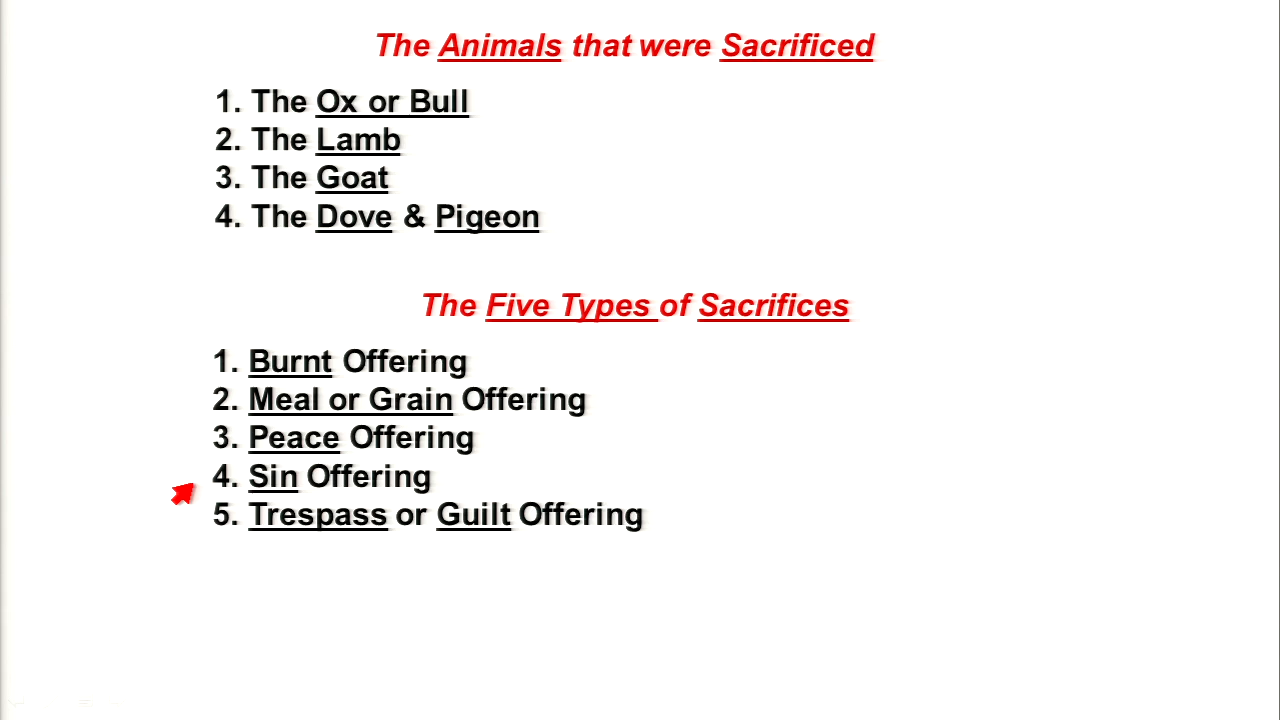 The Animals that were Sacrificed
1. The Ox or Bull
2. The Lamb
3. The Goat
4. The Dove & Pigeon
The Five Types of Sacrifices
1. Burnt Offering
2. Meal or Grain Offering
3. Peace Offering
4. Sin Offering
5. Trespass or Guilt Offering